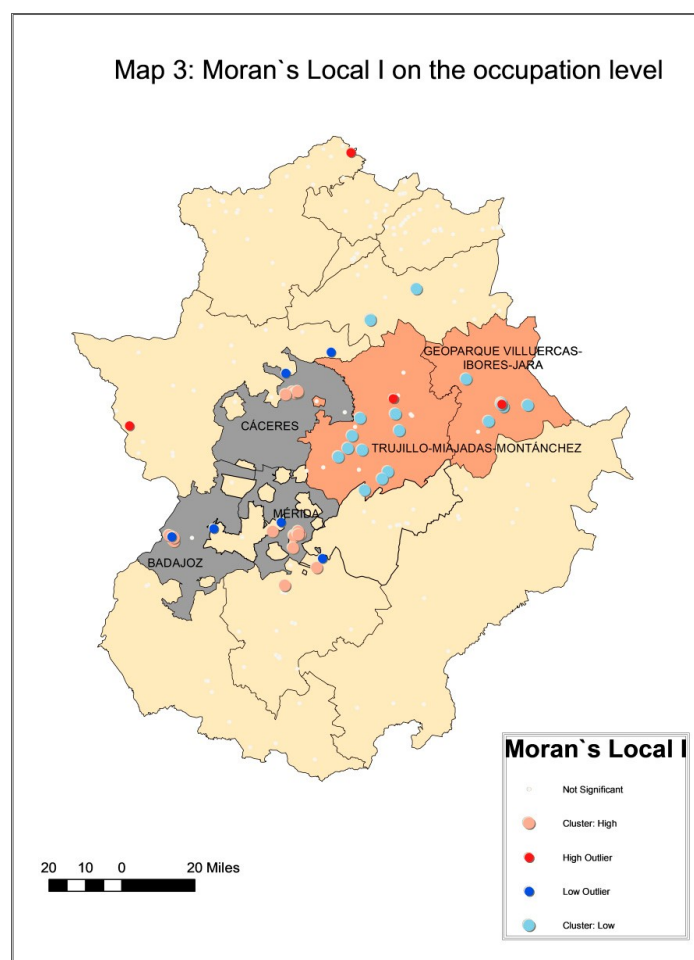 Map 3: Moran`s Local I on the occupation level
GEOPARQUE VILLUERCAS-
IBORES-JARA
CÁCERES
TRUJILLO-MIAJADAS-MONTÁNCHEZ
MÉRIDA
BADAJOZ
Moran`s Local I
Not Significant
Cluster: High
High Outlier
Low Outlier
Cluster: Low
20 10 0 20 Miles